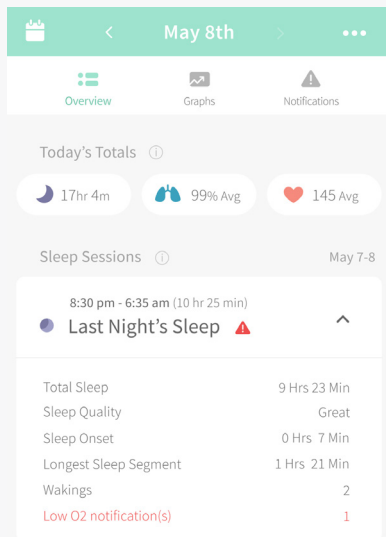 May 8th
Overview Graphs Notifications
Today's Totals
17hr 4m 99% Avg 145 Avg
Sleep Sessions May 7-8
8:30 pm - 6:35 am (10 hr 25 min)
Last Night's Sleep
Total Sleep 9 Hrs 23 Min
Sleep Quality Great
Sleep Onset 0 Hrs 7 Min
Longest Sleep Segment 1 Hrs 21 Min
Wakings 2
Low O2 notification(s) 1